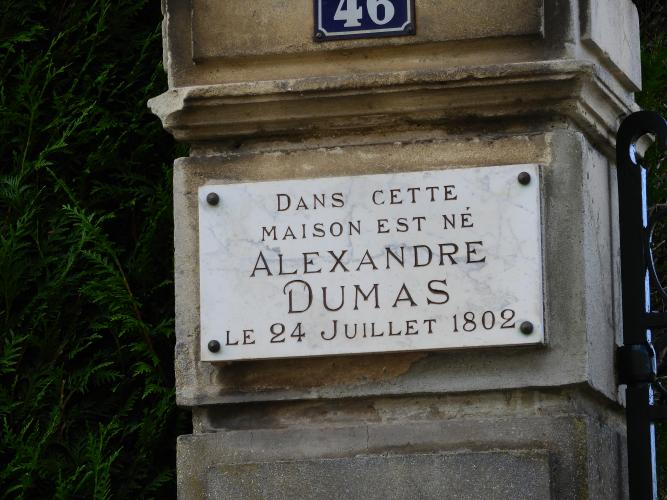 46
DANS CETTE
MAISON EST NÉ
ALEXANDRE
DUMAS
LE 24 JUILLET 1802